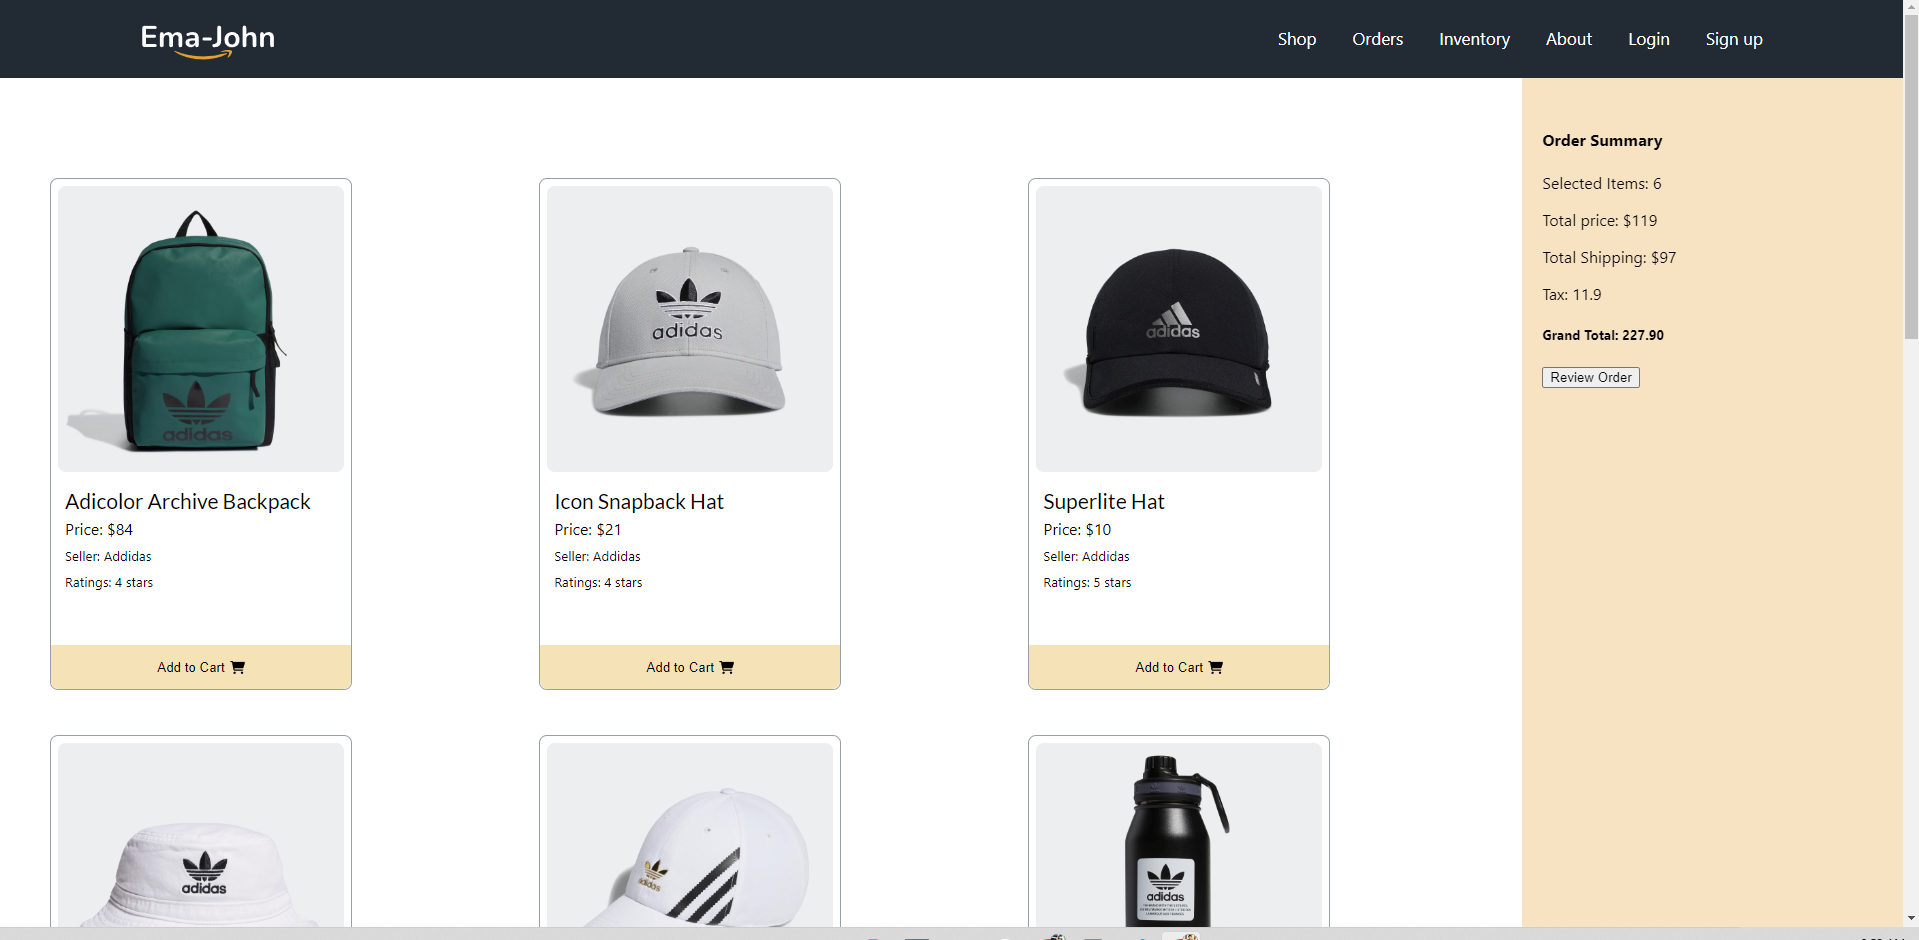 Ema-John
Shop Orders Inventory About Login Sign up
Order Summary
Selected Items: 6
Total price: $119
Total Shipping: $97
Tax: 11.9
Grand Total: 227.90
Review Order
adidas
adidas
adidas
Adicolor Archive Backpack
Price: $84
Seller: Addidas
Ratings: 4 stars
Add to Cart
Icon Snapback Hat
Price: $21
Seller: Addidas
Ratings: 4 stars
Add to Cart
Superlite Hat
Price: $10
Seller: Addidas
Ratings: 5 stars
Add to Cart
adidas
adidas
adidas